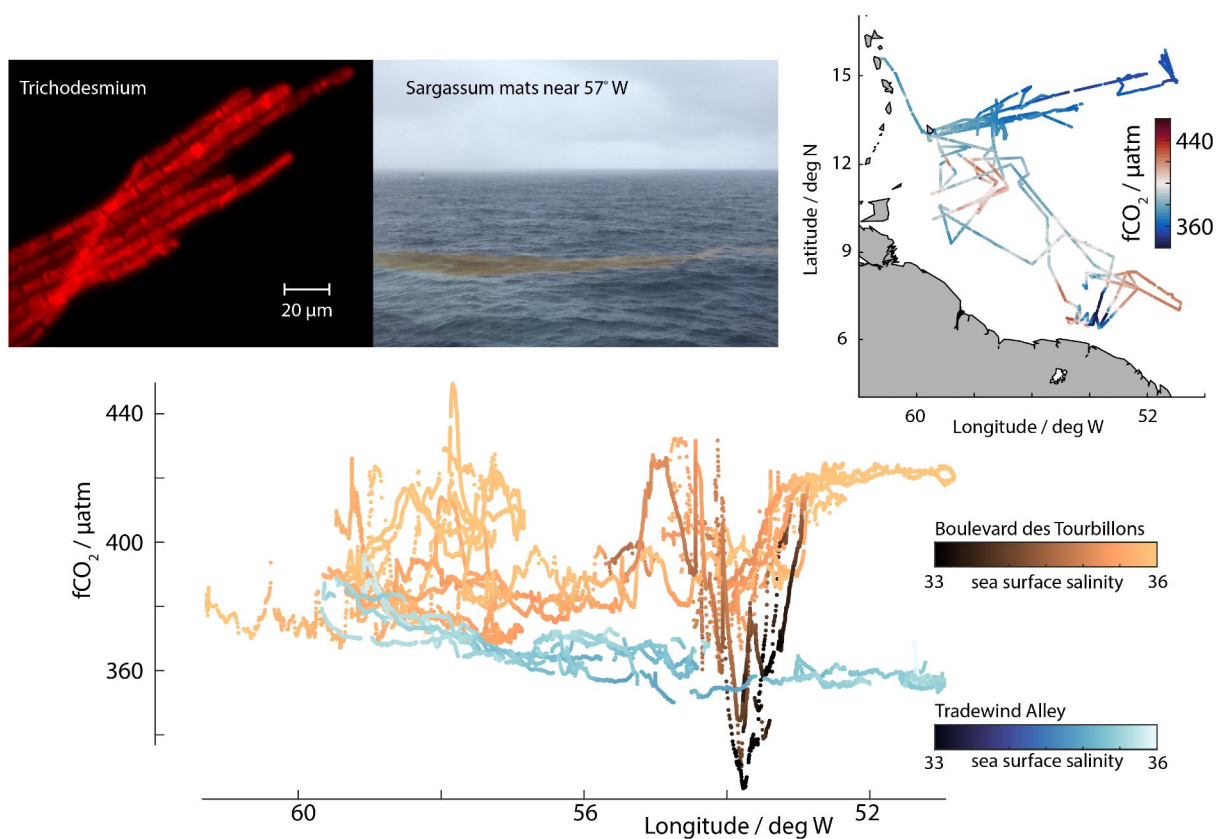 Trichodesmium
Sargassum mats near 57° W
20 µm
15
12
9
6
Latitude / deg N
60
52
Longitude / deg W
fCO₂ / µatm
440
360
440
400
360
fCO₂ / µatm
60
56
52
Longitude / deg W
Boulevard des Tourbillons
33
sea surface salinity
36
Tradewind Alley
33
sea surface salinity
36